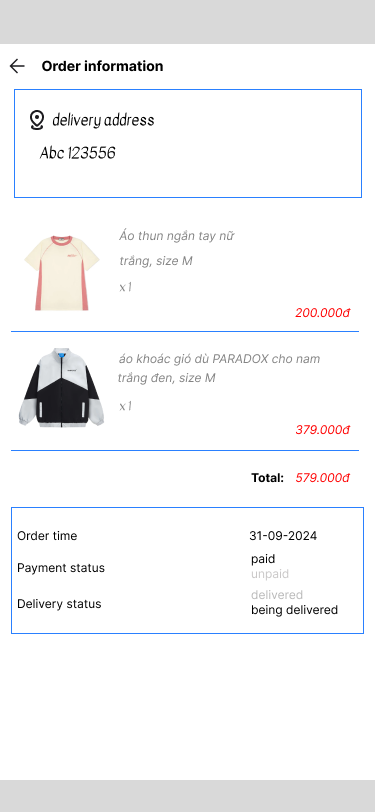 Order information
delivery address
Abc 123556
Áo thun ngắn tay nữ
trắng, size M
x 1
200.000đ
áo khoác gió dù PARADOX cho nam
trắng đen, size M
x 1
379.000đ
Total: 579.000đ
Order time 31-09-2024
Payment status paid
unpaid
Delivery status delivered
being delivered